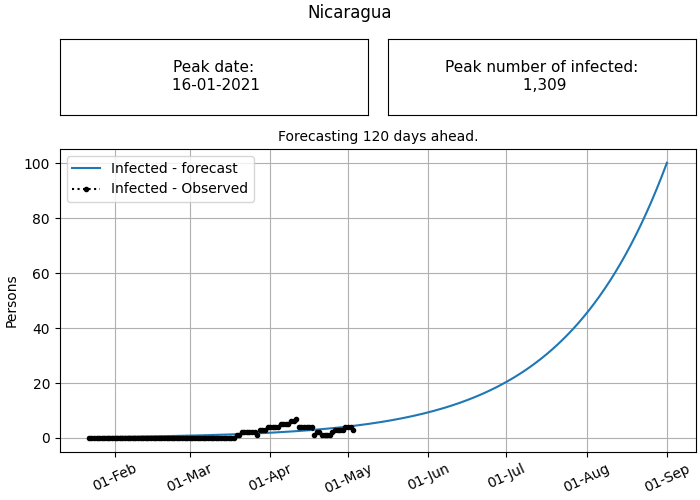 Nicaragua
Peak date:
16-01-2021
Peak number of infected:
1,309
Forecasting 120 days ahead.
Infected - forecast
Infected - Observed
Persons
100
80
60
40
20
0
01-Feb
01-Mar
01-Apr
01-May
01-Jun
01-Jul
01-Aug
01-Sep